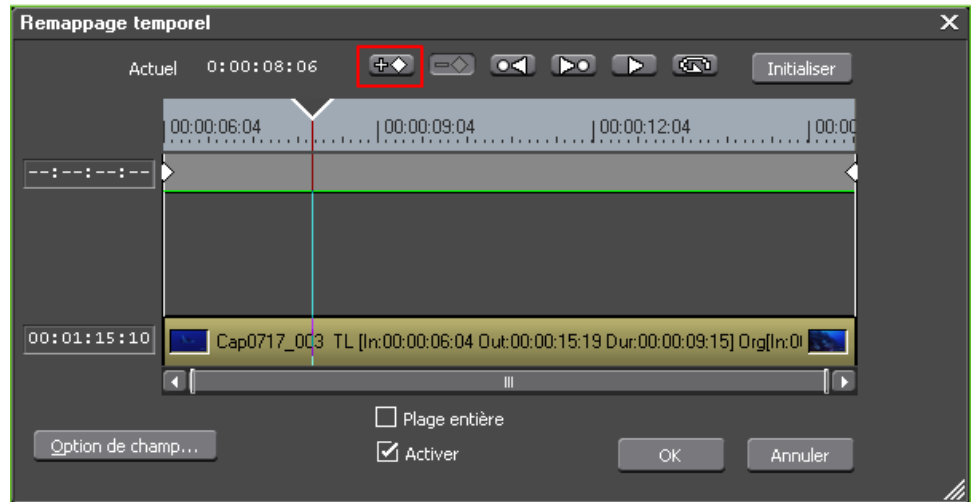 Remappage temporel
Actuel 0:00:08:06 Initialiser
00:00:06:04 00:00:09:04 00:00:12:04 00:00
--:--:--:--
00:01:15:10 Cap0717_003 TL [In:00:00:06:04 Out:00:00:15:19 Dur:00:00:09:15] Org[In:0
Plage entière
Option de champ... Activer OK Annuler